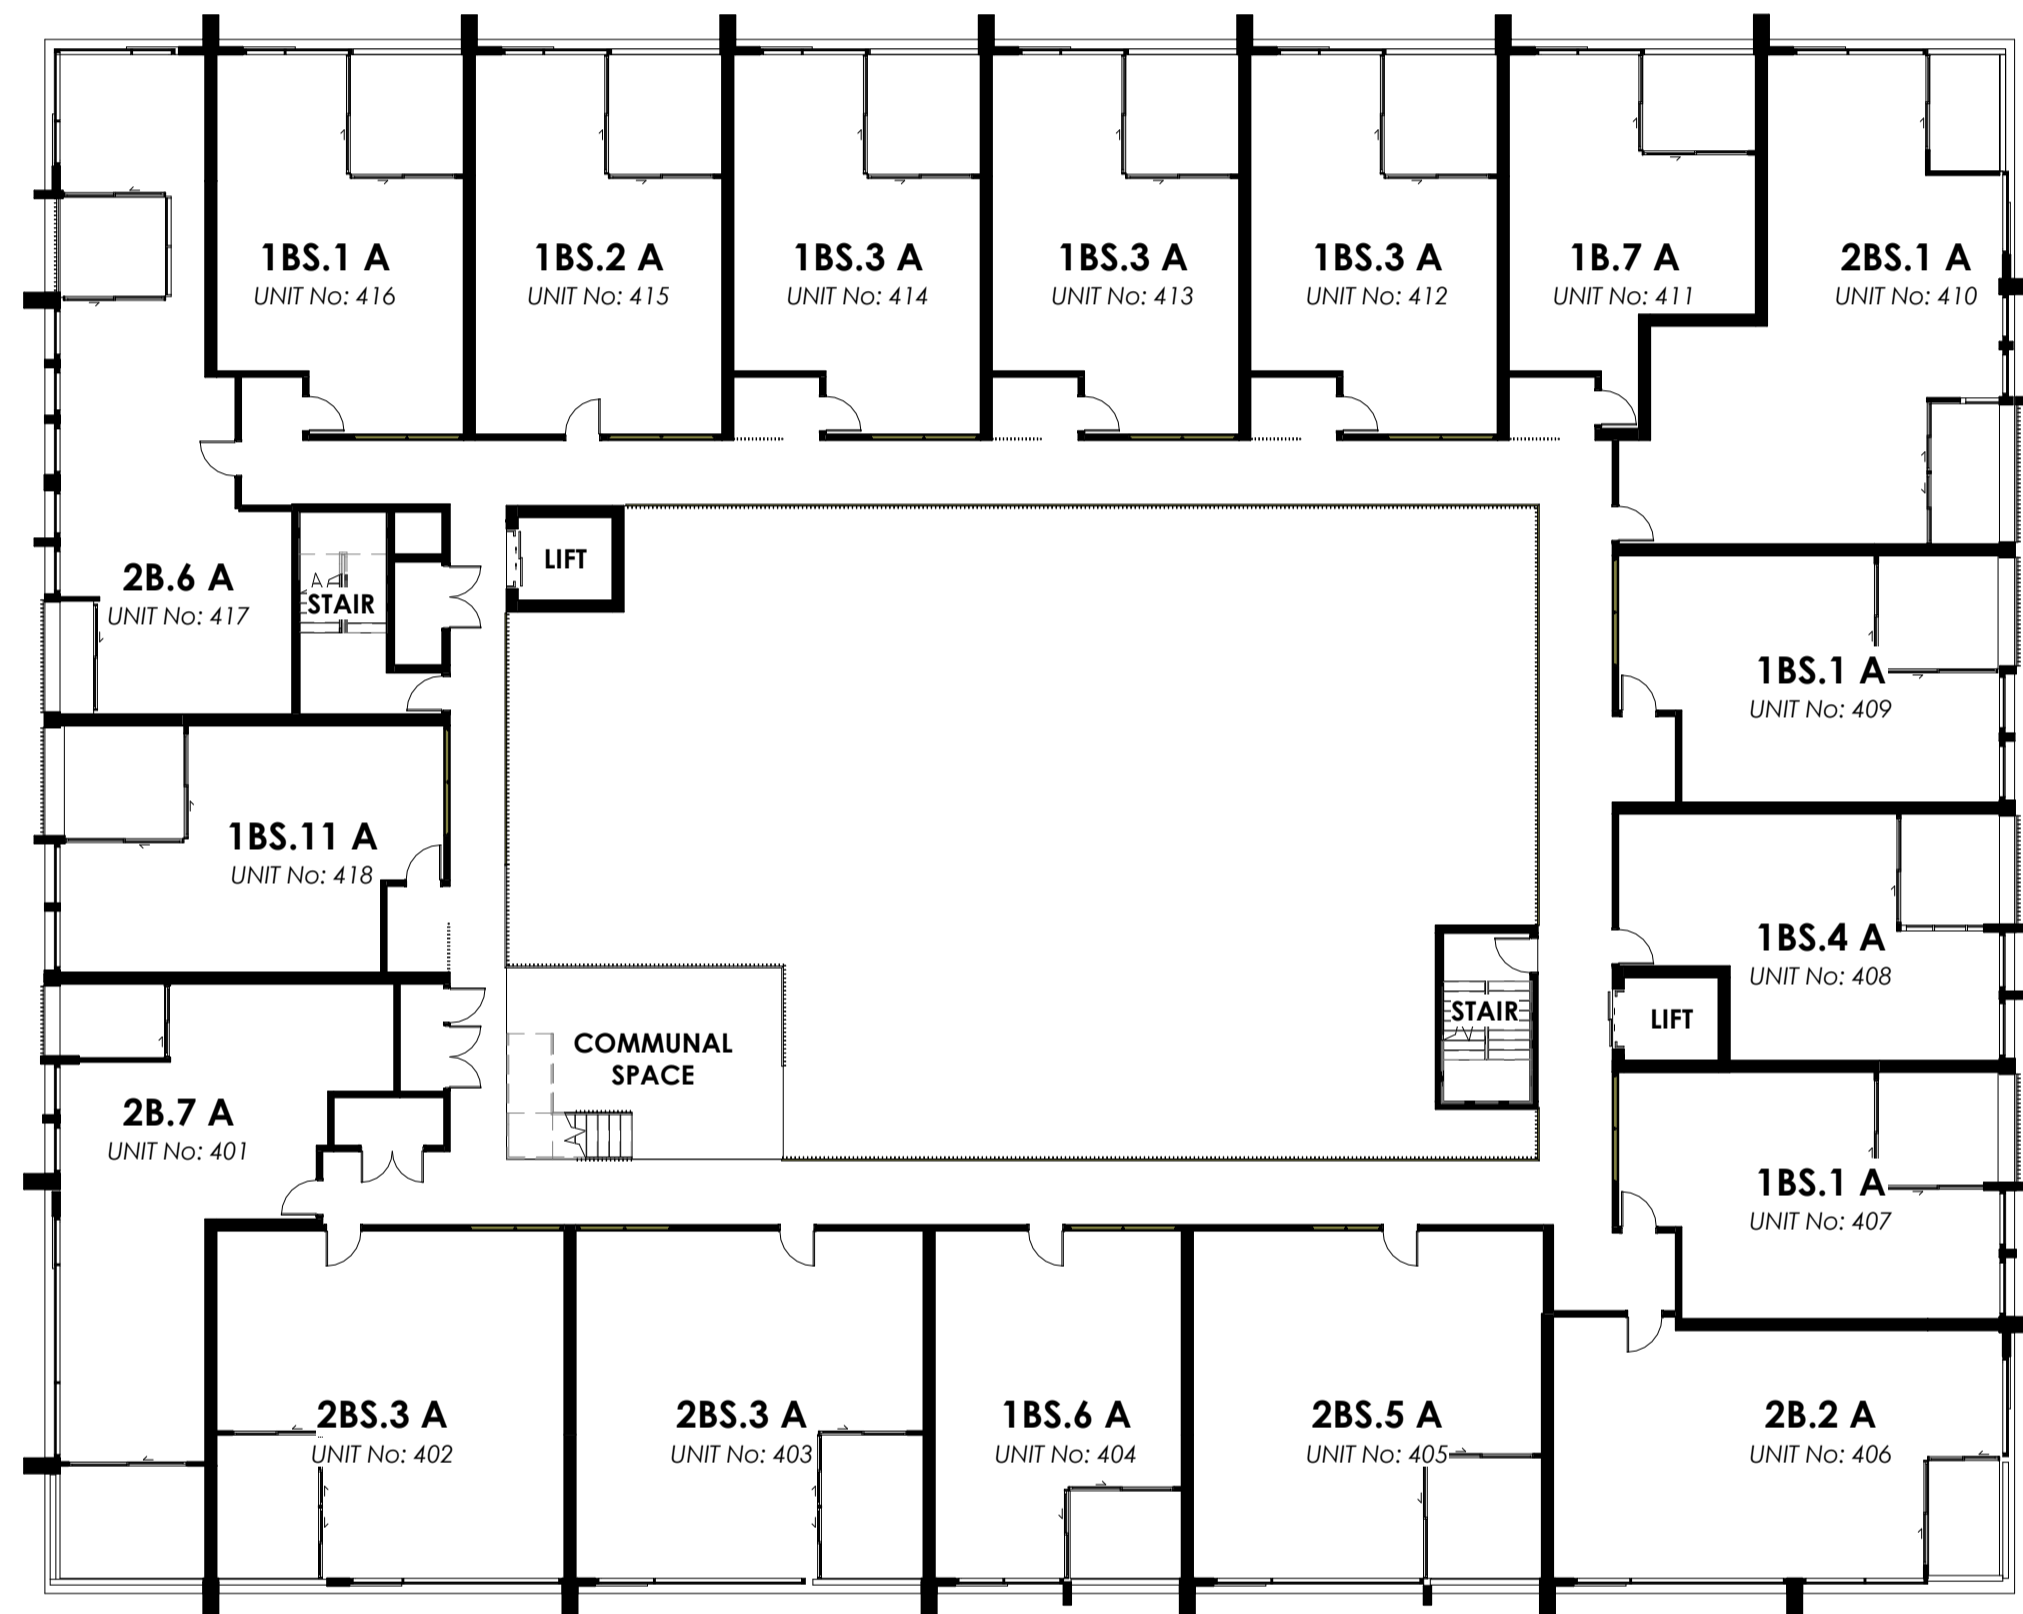 1BS.1 A
UNIT No: 416
1BS.2 A
UNIT No: 415
1BS.3 A
UNIT No: 414
1BS.3 A
UNIT No: 413
1BS.3 A
UNIT No: 412
1B.7 A
UNIT No: 411
2BS.1 A
UNIT No: 410
LIFT
2B.6 A
UNIT No: 417
STAIR
1BS.1 A
UNIT No: 409
1BS.11 A
UNIT No: 418
1BS.4 A
UNIT No: 408
STAIR
LIFT
COMMUNAL
SPACE
2B.7 A
UNIT No: 401
1BS.1 A
UNIT No: 407
2BS.3 A
UNIT No: 402
2BS.3 A
UNIT No: 403
1BS.6 A
UNIT No: 404
2BS.5 A
UNIT No: 405
2B.2 A
UNIT No: 406